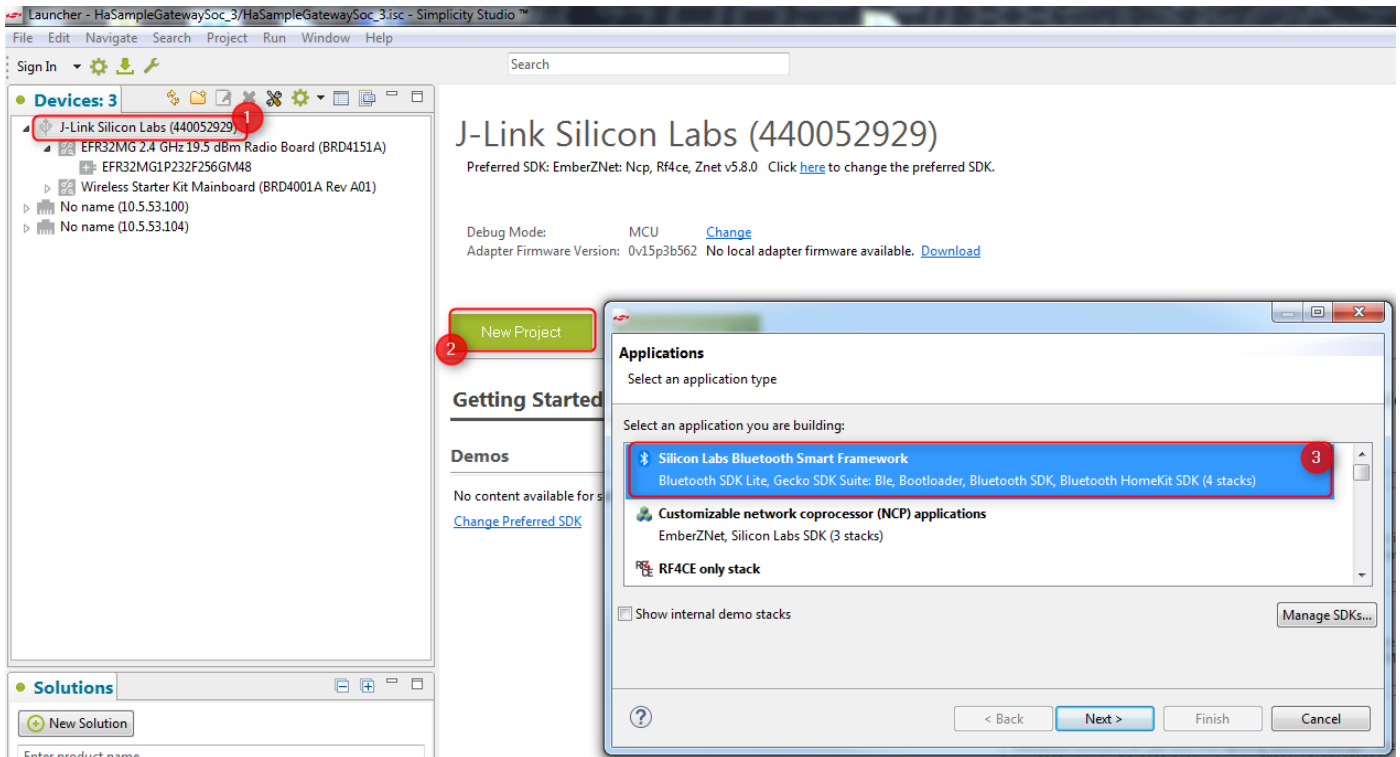 Launcher - HaSampleGatewaySoc_3/HaSampleGatewaySoc_3.isc - Simplicity Studio ™
File Edit Navigate Search Project Run Window Help
Sign In
Search
Devices: 3
1
J-Link Silicon Labs (440052929)
EFR32MG 2.4 GHz 19.5 dBm Radio Board (BRD4151A)
EFR32MG1P232F256GM48
Wireless Starter Kit Mainboard (BRD4001A Rev A01)
No name (10.5.53.100)
No name (10.5.53.104)
J-Link Silicon Labs (440052929)
Preferred SDK: EmberZNet: Ncp, Rf4ce, Znet v5.8.0 Click here to change the preferred SDK.
Debug Mode: MCU Change
Adapter Firmware Version: 0v15p3b562 No local adapter firmware available. Download
New Project
2
Getting Started
Demos
No content available for s
Change Preferred SDK
Applications
Select an application type
Select an application you are building:
Silicon Labs Bluetooth Smart Framework
3
Bluetooth SDK Lite, Gecko SDK Suite: Ble, Bootloader, Bluetooth SDK, Bluetooth HomeKit SDK (4 stacks)
Customizable network coprocessor (NCP) applications
EmberZNet, Silicon Labs SDK (3 stacks)
RF4CE only stack
Show internal demo stacks
Manage SDKs...
< Back Next > Finish Cancel
Solutions
New Solution
Enter product name